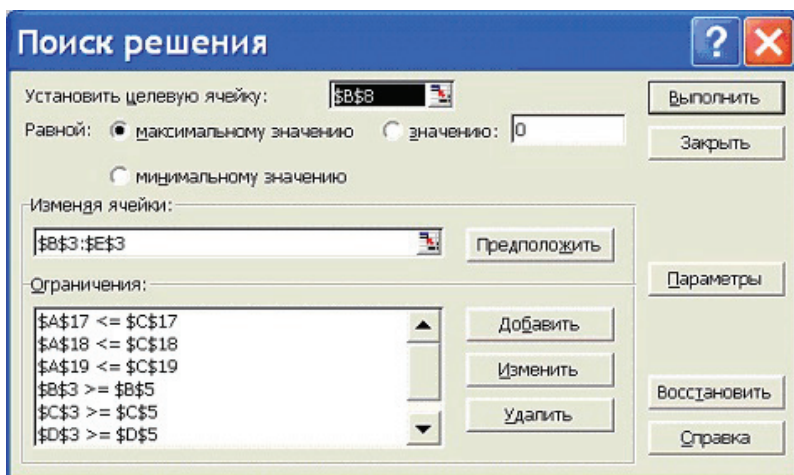 Поиск решения
Установить целевую ячейку: $B$8 Выполнить
Равной: максимальному значению значению: 0 Закрыть
минимальному значению
Изменяя ячейки:
$B$3:$E$3 Предположить
Параметры
Ограничения:
$A$17 <= $C$17 Добавить
$A$18 <= $C$18
$A$19 <= $C$19 Изменить
$B$3 >= $B$5 Восстановить
$C$3 >= $C$5 Удалить
$D$3 >= $D$5 Справка